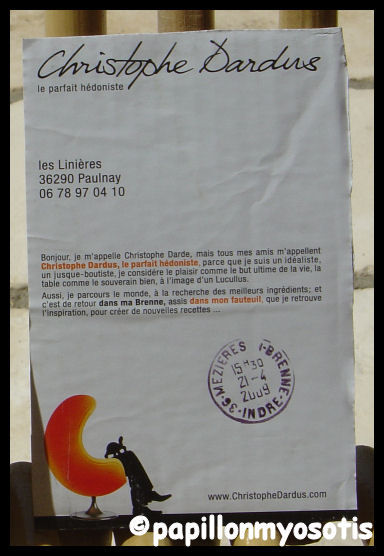 Christophe Dardus
le parfait hédoniste
les Linières
36290 Paulnay
06 78 97 04 10
Bonjour, je m'appelle Christophe Darde, mais tous mes amis m'appellent
Christophe Dardus, le parfait hédoniste, parce que je suis un idéaliste,
un jusque-boutiste, je considère le plaisir comme le but ultime de la vie, la
table comme le souverain bien, à l'image d'un Lucullus.
Aussi, je parcours le monde, à la recherche des meilleurs ingrédients; et
c'est de retour dans ma Brenne, assis dans mon fauteuil, que je retrouve
l'inspiration, pour créer de nouvelles recettes ...
MEZIERES -BRENNE
15H30
21-4
2009
36-INDRE
www.ChristopheDardus.com
©papillonmyosotis